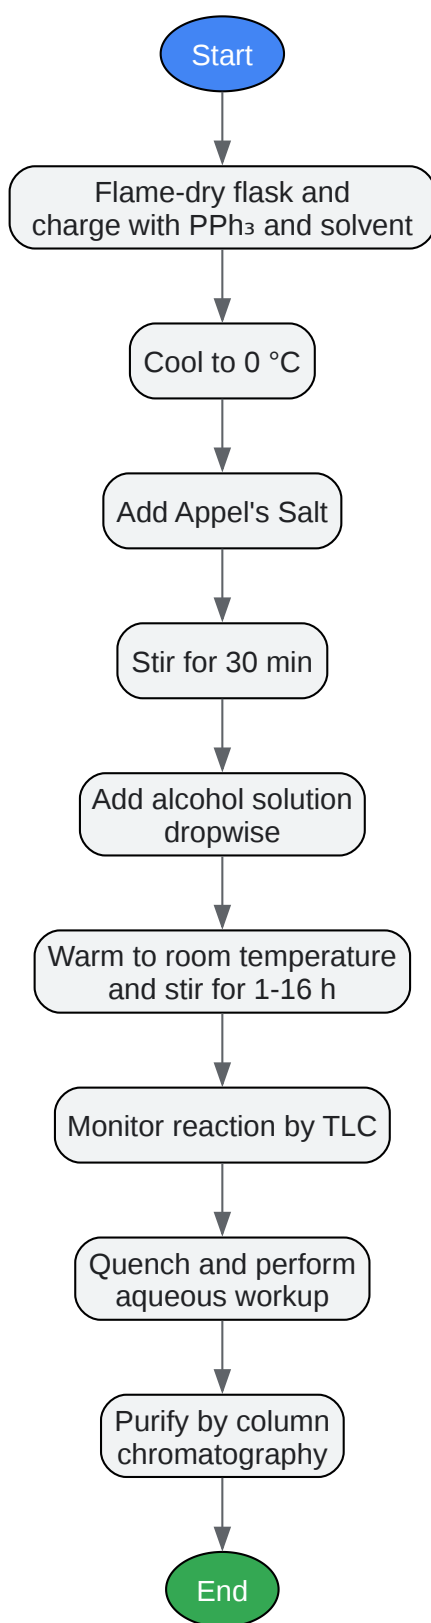 Start
Flame-dry flask and
charge with PPh₃ and solvent
Cool to 0 °C
Add Appel's Salt
Stir for 30 min
Add alcohol solution
dropwise
Warm to room temperature
and stir for 1-16 h
Monitor reaction by TLC
Quench and perform
aqueous workup
Purify by column
chromatography
End